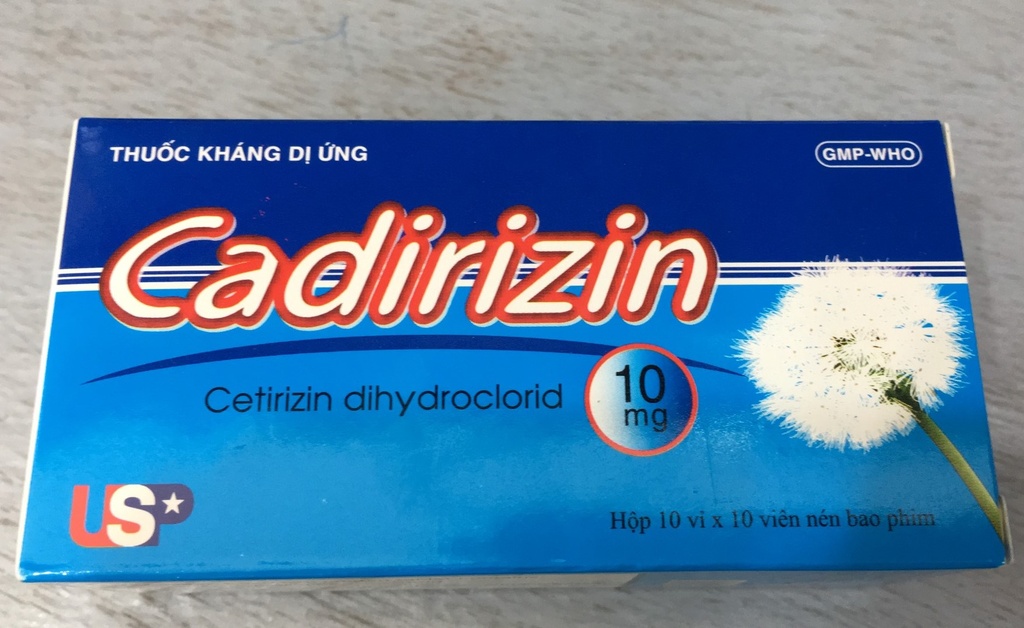 THUỐC KHÁNG DỊ ỨNG
GMP-WHO
Cadirizin
Cetirizin dihydroclorid
10
mg
USP
Hộp 10 vỉ x 10 viên nén bao phim